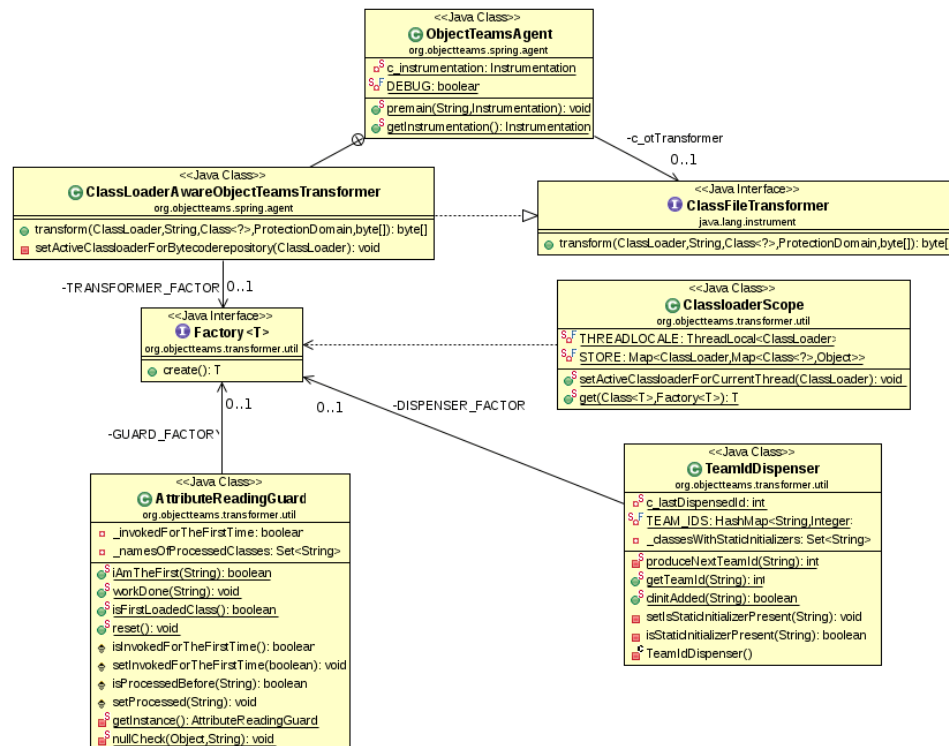 <<Java Class>>
ObjectTeamsAgent
org.objectteams.spring.agent
c_instrumentation: Instrumentation
DEBUG: boolean
premain(String,Instrumentation): void
getInstrumentation(): Instrumentation
-c_otTransformer
0..1
<<Java Class>>
ClassLoaderAwareObjectTeamsTransformer
org.objectteams.spring.agent
transform(ClassLoader,String,Class<?>,ProtectionDomain,byte[]): byte[]
setActiveClassloaderForBytecoderepository(ClassLoader): void
<<Java Interface>>
ClassFileTransformer
java.lang.instrument
transform(ClassLoader,String,Class<?>,ProtectionDomain,byte[]): byte[
-TRANSFORMER_FACTOR
0..1
<<Java Interface>>
Factory<T>
org.objectteams.transformer.util
create(): T
<<Java Class>>
ClassloaderScope
org.objectteams.transformer.util
THREADLOCALE: ThreadLocal<ClassLoader>
STORE: Map<ClassLoader,Map<Class<?>,Object>>
setActiveClassloaderForCurrentThread(ClassLoader): void
get(Class<T>,Factory<T>): T
0..1
0..1
-DISPENSER_FACTOR
-GUARD_FACTORY
<<Java Class>>
AttributeReadingGuard
org.objectteams.transformer.util
_invokedForTheFirstTime: boolean
_namesOfProcessedClasses: Set<String>
iAmTheFirst(String): boolean
workDone(String): void
isFirstLoadedClass(): boolean
reset(): void
isInvokedForTheFirstTime(): boolean
setInvokedForTheFirstTime(boolean): void
isProcessedBefore(String): boolean
setProcessed(String): void
getInstance(): AttributeReadingGuard
nullCheck(Object,String): void
<<Java Class>>
TeamIdDispenser
org.objectteams.transformer.util
c_lastDispensedId: int
TEAM_IDS: HashMap<String,Integer>
_classesWithStaticInitializers: Set<String>
produceNextTeamId(String): int
getTeamId(String): int
clinitAdded(String): boolean
setIsStaticInitializerPresent(String): void
isStaticInitializerPresent(String): boolean
TeamIdDispenser()